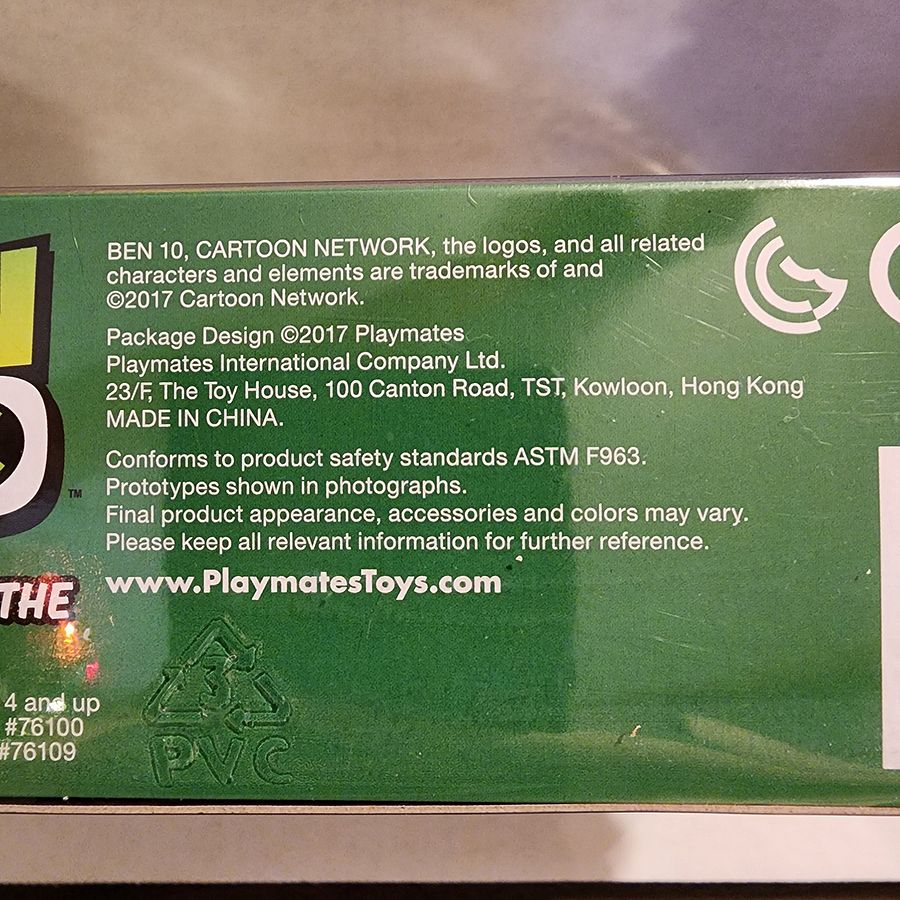 BEN 10, CARTOON NETWORK, the logos, and all related
characters and elements are trademarks of and
©2017 Cartoon Network.
Package Design ©2017 Playmates
Playmates International Company Ltd.
23/F, The Toy House, 100 Canton Road, TST, Kowloon, Hong Kong
MADE IN CHINA.
Conforms to product safety standards ASTM F963.
Prototypes shown in photographs.
Final product appearance, accessories and colors may vary.
Please keep all relevant information for further reference.
www.PlaymatesToys.com
TM
THE
4 and up
#76100
#76109
3
PVC